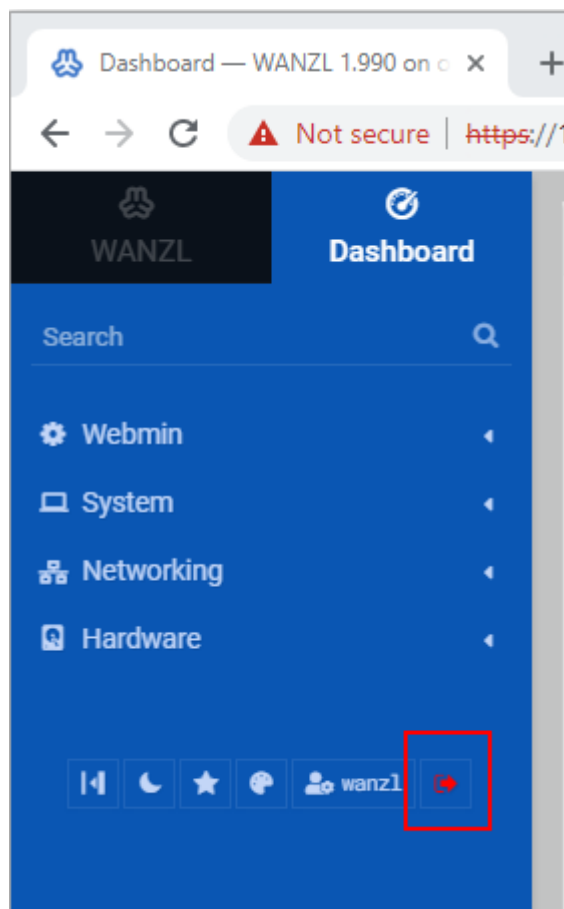 Dashboard — WANZL 1.990 on
Not secure | https://1
WANZL
Dashboard
Search
Webmin
System
Networking
Hardware
wanzl